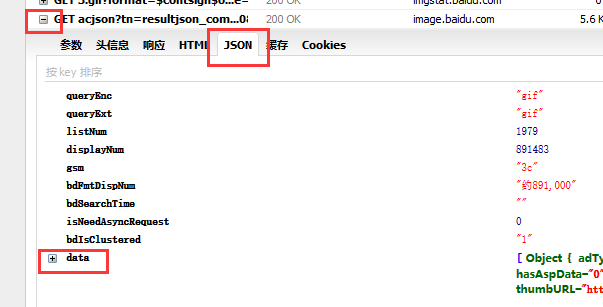 GET 3.gif?format=$contsign$o...e=
200 OK
imgstat.baidu.com
0
GET acjson?tn=resultjson_com...08
200 OK
image.baidu.com
5.6 K
参数 头信息 响应 HTML JSON 缓存 Cookies
按 key 排序
queryEnc "gif"
queryExt "gif"
listNum 1979
displayNum 891483
gsm "3c"
bdFmtDispNum "约891,000"
bdSearchTime ""
isNeedAsyncRequest 0
bdIsClustered "1"
data [ Object { adTy
hasAspData="0"
thumbURL="htt